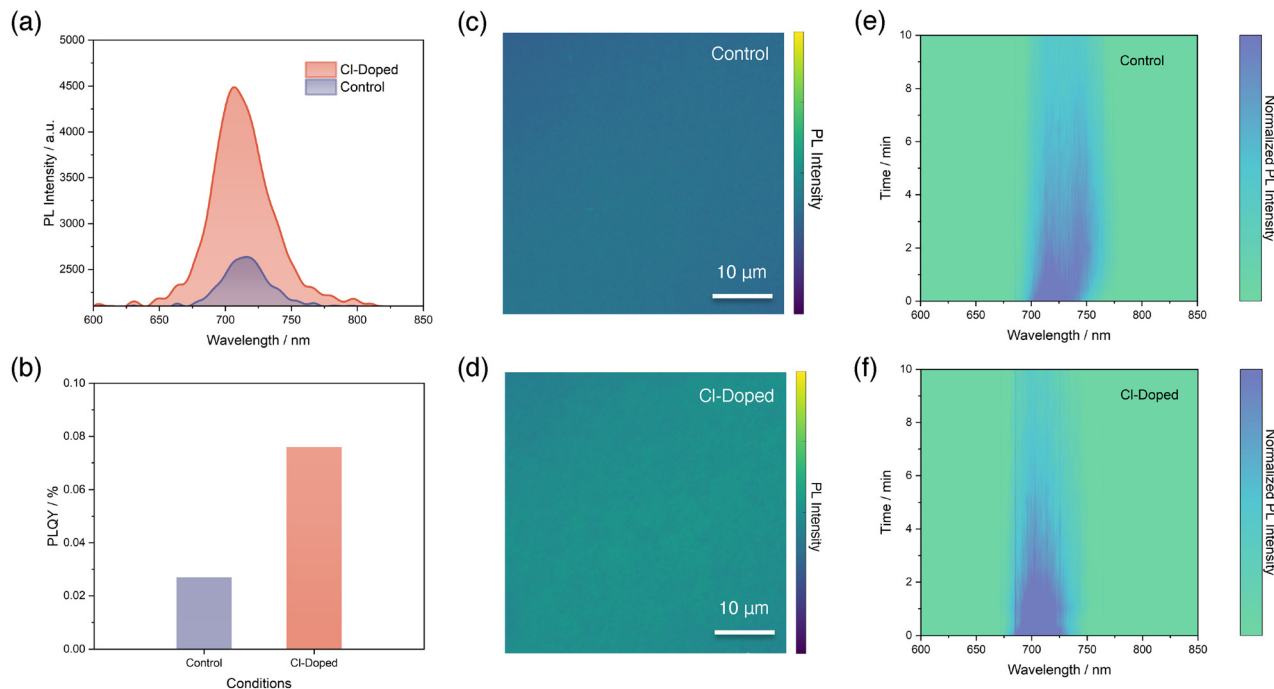 (a)
5000
4500
4000
3500
3000
2500
PL Intensity / a.u.
Cl-Doped
Control
600 650 700 750 800 850
Wavelength / nm
(b)
0.10
0.08
0.06
0.04
0.02
0.00
PLQY / %
Control Cl-Doped
Conditions
(c)
Control
10 μm
PL Intensity
(d)
Cl-Doped
10 μm
PL Intensity
(e)
10
8
6
4
2
0
Time / min
Control
600 650 700 750 800 850
Wavelength / nm
Normalized PL Intensity
(f)
10
8
6
4
2
0
Time / min
Cl-Doped
600 650 700 750 800 850
Wavelength / nm
Normalized PL Intensity